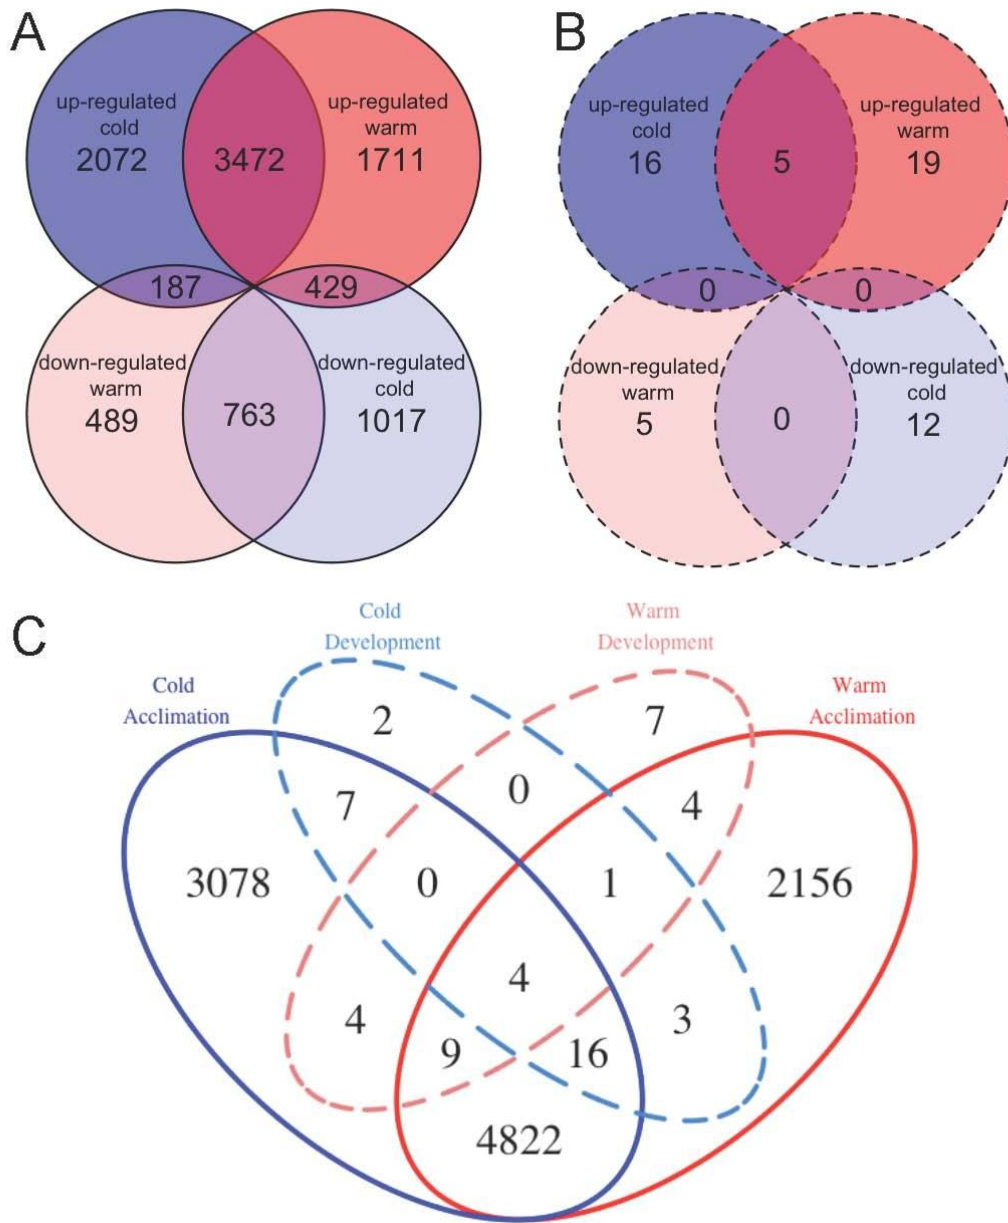 A
up-regulated
cold
2072
3472
up-regulated
warm
1711
187
429
down-regulated
warm
489
763
down-regulated
cold
1017
B
up-regulated
cold
16
5
up-regulated
warm
19
0
0
down-regulated
warm
5
0
down-regulated
cold
12
C
Cold
Development
Warm
Development
Cold
Acclimation
Warm
Acclimation
2
7
7
0
4
3078
0
1
2156
4
4
3
9
16
4822